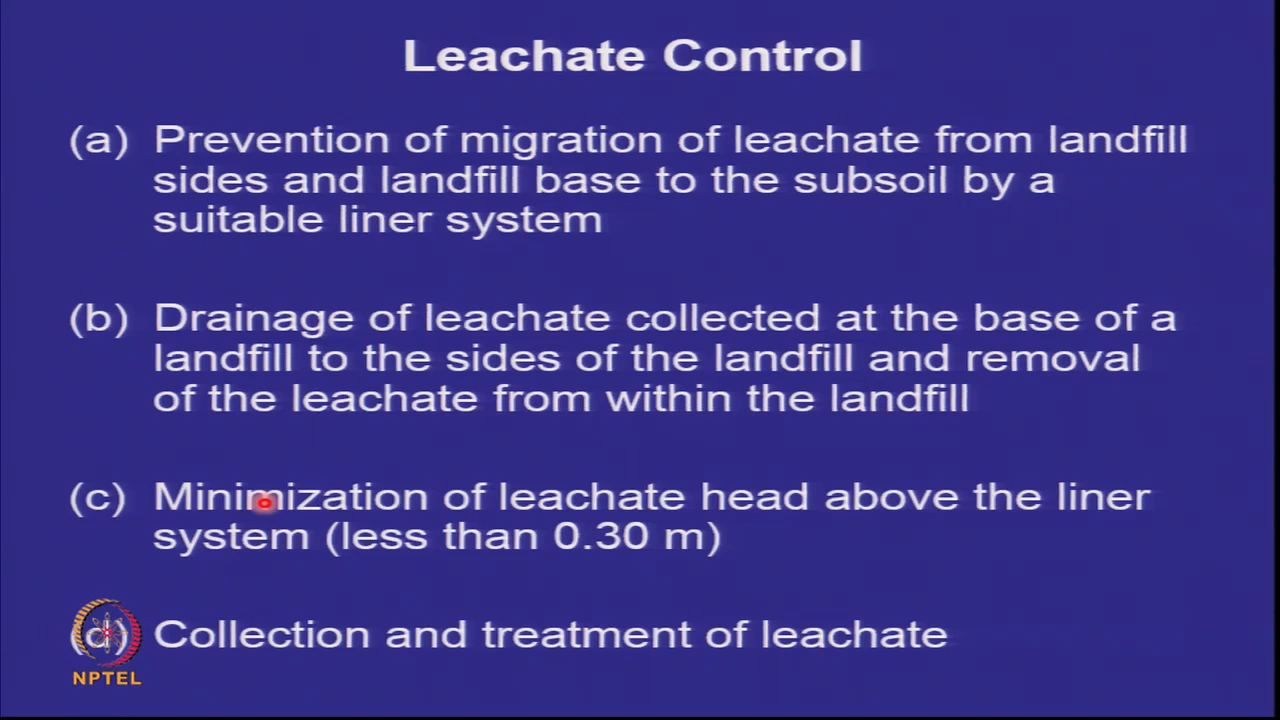 Leachate Control
(a) Prevention of migration of leachate from landfill
sides and landfill base to the subsoil by a
suitable liner system
(b) Drainage of leachate collected at the base of a
landfill to the sides of the landfill and removal
of the leachate from within the landfill
(c) Minimization of leachate head above the liner
system (less than 0.30 m)
(d) Collection and treatment of leachate
NPTEL